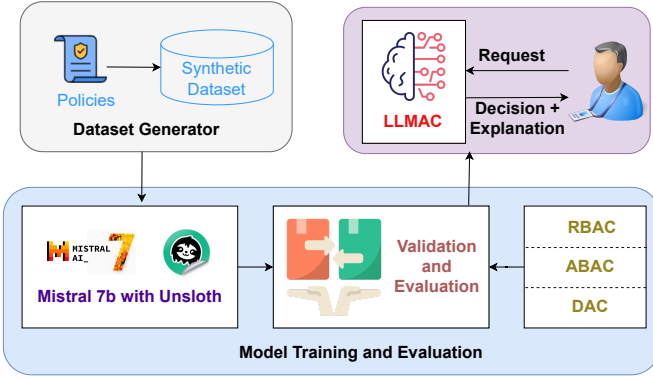 Policies
Synthetic
Dataset
Dataset Generator
LLMAC
Request
Decision +
Explanation
MISTRAL
AI_
7
Mistral 7b with Unsloth
Validation
and
Evaluation
RBAC
ABAC
DAC
Model Training and Evaluation